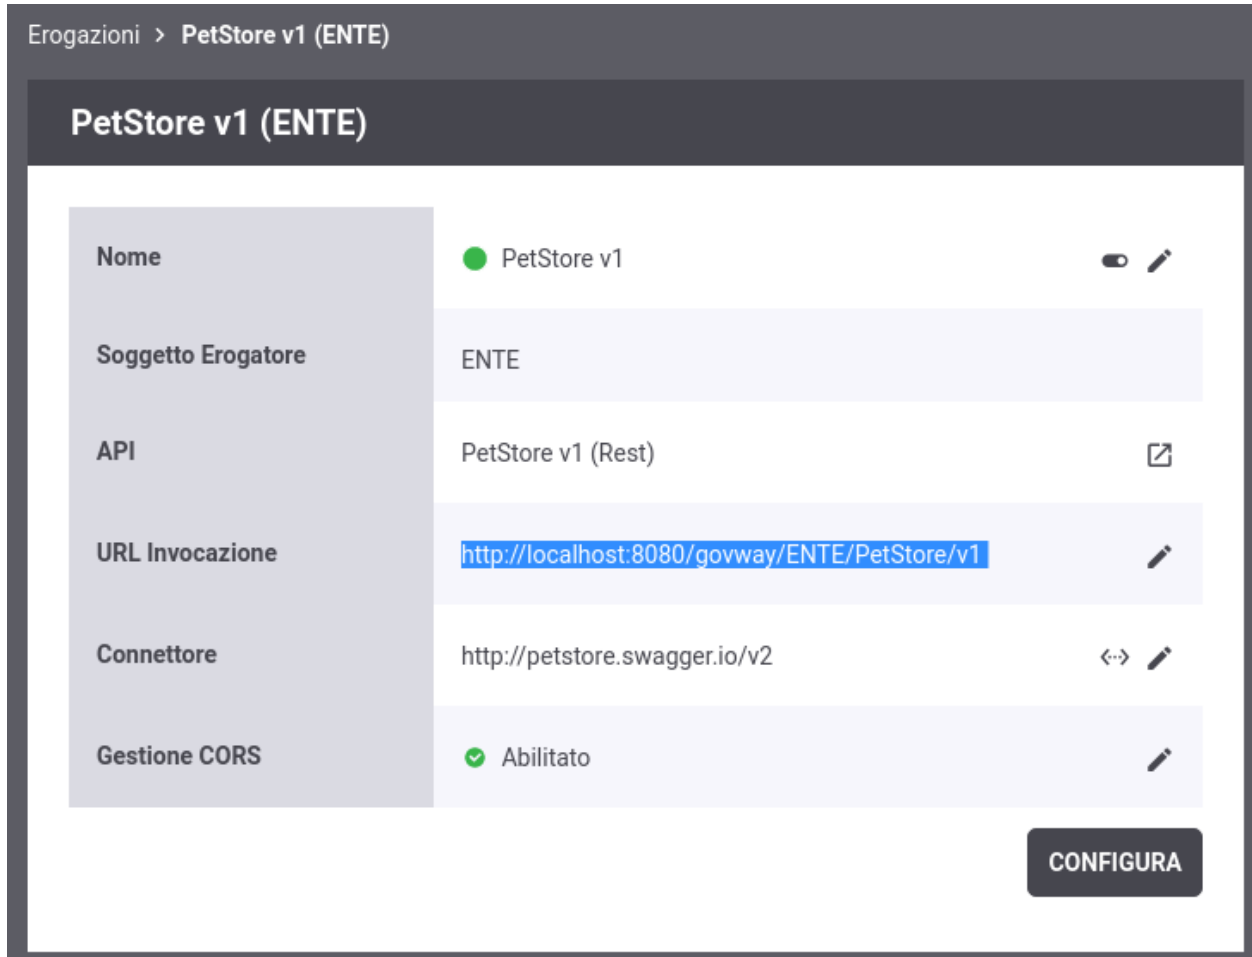 Erogazioni > PetStore v1 (ENTE)
PetStore v1 (ENTE)
Nome PetStore v1
Soggetto Erogatore ENTE
API PetStore v1 (Rest)
URL Invocazione http://localhost:8080/govway/ENTE/PetStore/v1
Connettore http://petstore.swagger.io/v2
Gestione CORS Abilitato
CONFIGURA